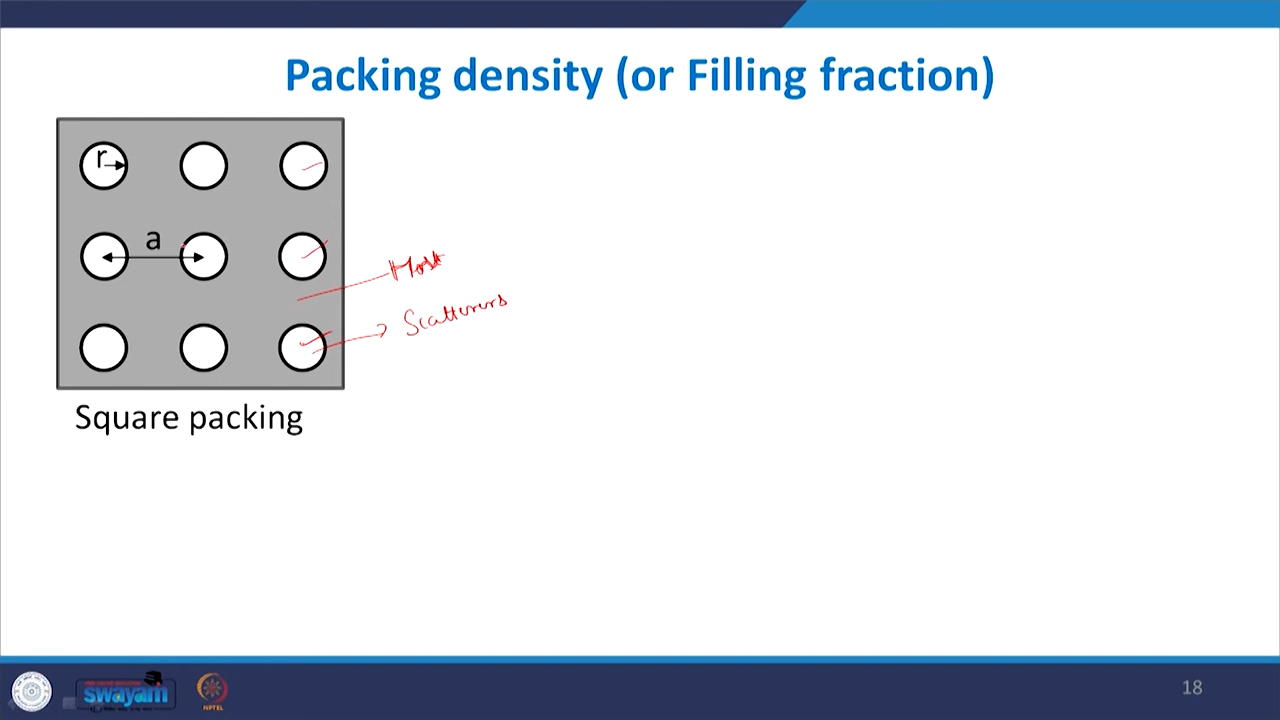 Packing density (or Filling fraction)
r
a
Host
Scatterers
Square packing
swayam
NPTEL
18